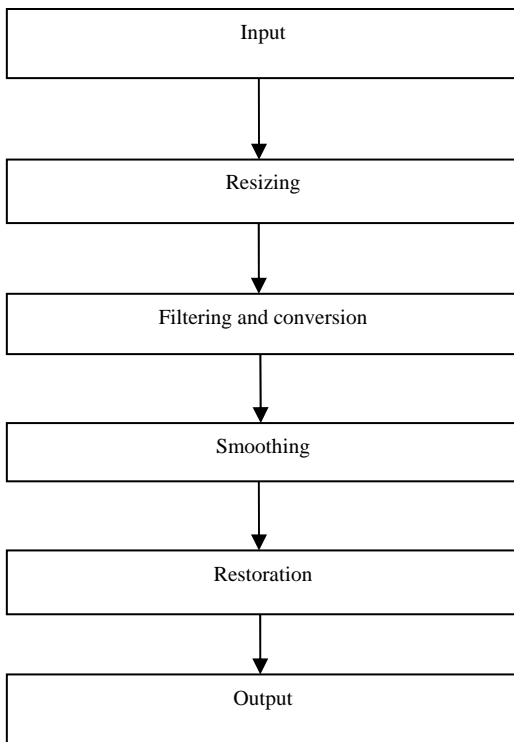 Input
Resizing
Filtering and conversion
Smoothing
Restoration
Output